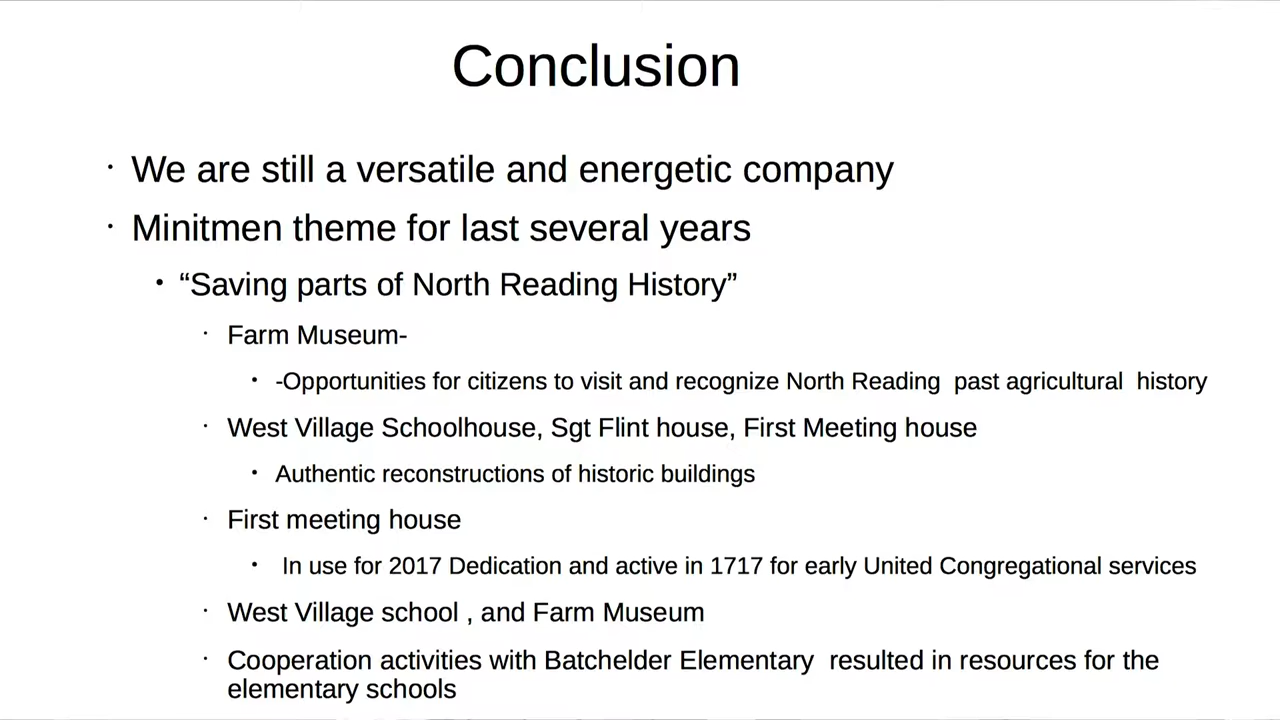 Conclusion
· We are still a versatile and energetic company
· Minitmen theme for last several years
• “Saving parts of North Reading History”
· Farm Museum-
• -Opportunities for citizens to visit and recognize North Reading  past agricultural  history
· West Village Schoolhouse, Sgt Flint house, First Meeting house
• Authentic reconstructions of historic buildings
· First meeting house
• In use for 2017 Dedication and active in 1717 for early United Congregational services
· West Village school , and Farm Museum
· Cooperation activities with Batchelder Elementary  resulted in resources for the
elementary schools